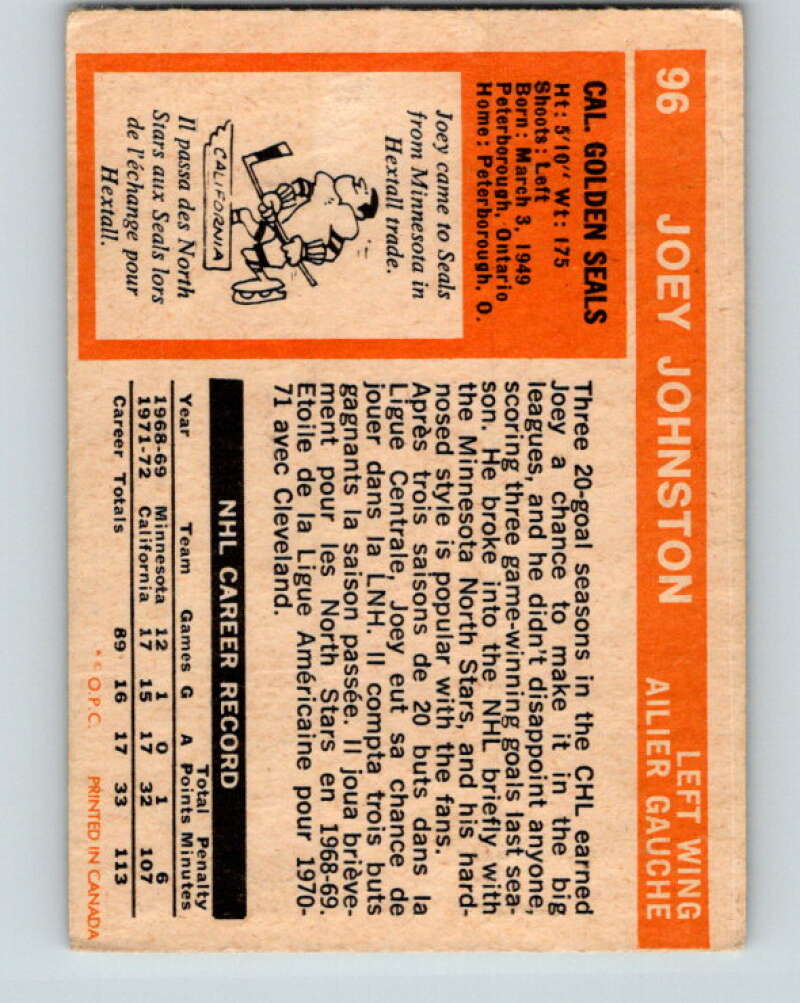 96 JOEY JOHNSTON
LEFT WING
AILIER GAUCHE
CAL. GOLDEN SEALS
Ht: 5'10" Wt: 175
Shoots: Left
Born: March 3, 1949
Peterborough, Ontario
Home: Peterborough, O.
Joey came to Seals
from Minnesota in
Hextall trade.
CALIFORNIA
Il passa des North
Stars aux Seals lors
de l'échange pour
Hextall.
Three 20-goal seasons in the CHL earned
Joey a chance to make it in the big
leagues, and he didn't disappoint anyone,
scoring three game-winning goals last sea-
son. He broke into the NHL briefly with
the Minnesota North Stars, and his hard-
nosed style is popular with the fans.
Après trois saisons de 20 buts dans la
Ligue Centrale, Joey eut sa chance de
jouer dans la LNH. Il compta trois buts
gagnants la saison passée. Il joua briève-
ment pour les North Stars en 1968-69.
Etoile de la Ligue Américaine pour 1970-
71 avec Cleveland.
NHL CAREER RECORD
Total Penalty
Year Team Games G A Points Minutes
1968-69 Minnesota 12 1 0 1 6
1971-72 California 17 15 17 32 107
Career Totals 89 16 17 33 113
* © O.P.C. PRINTED IN CANADA